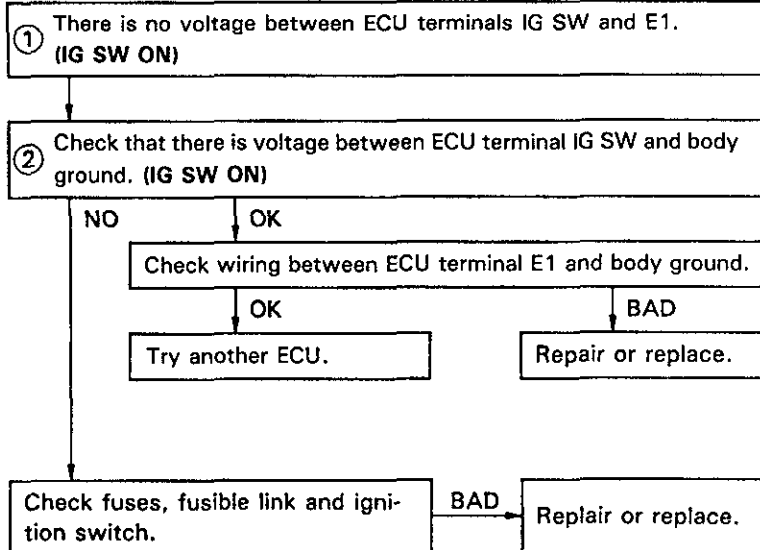 ① There is no voltage between ECU terminals IG SW and E1.
(IG SW ON)
② Check that there is voltage between ECU terminal IG SW and body
ground. (IG SW ON)
NO
OK
Check wiring between ECU terminal E1 and body ground.
OK
BAD
Try another ECU.
Repair or replace.
Check fuses, fusible link and igni-
tion switch.
BAD
Replair or replace.